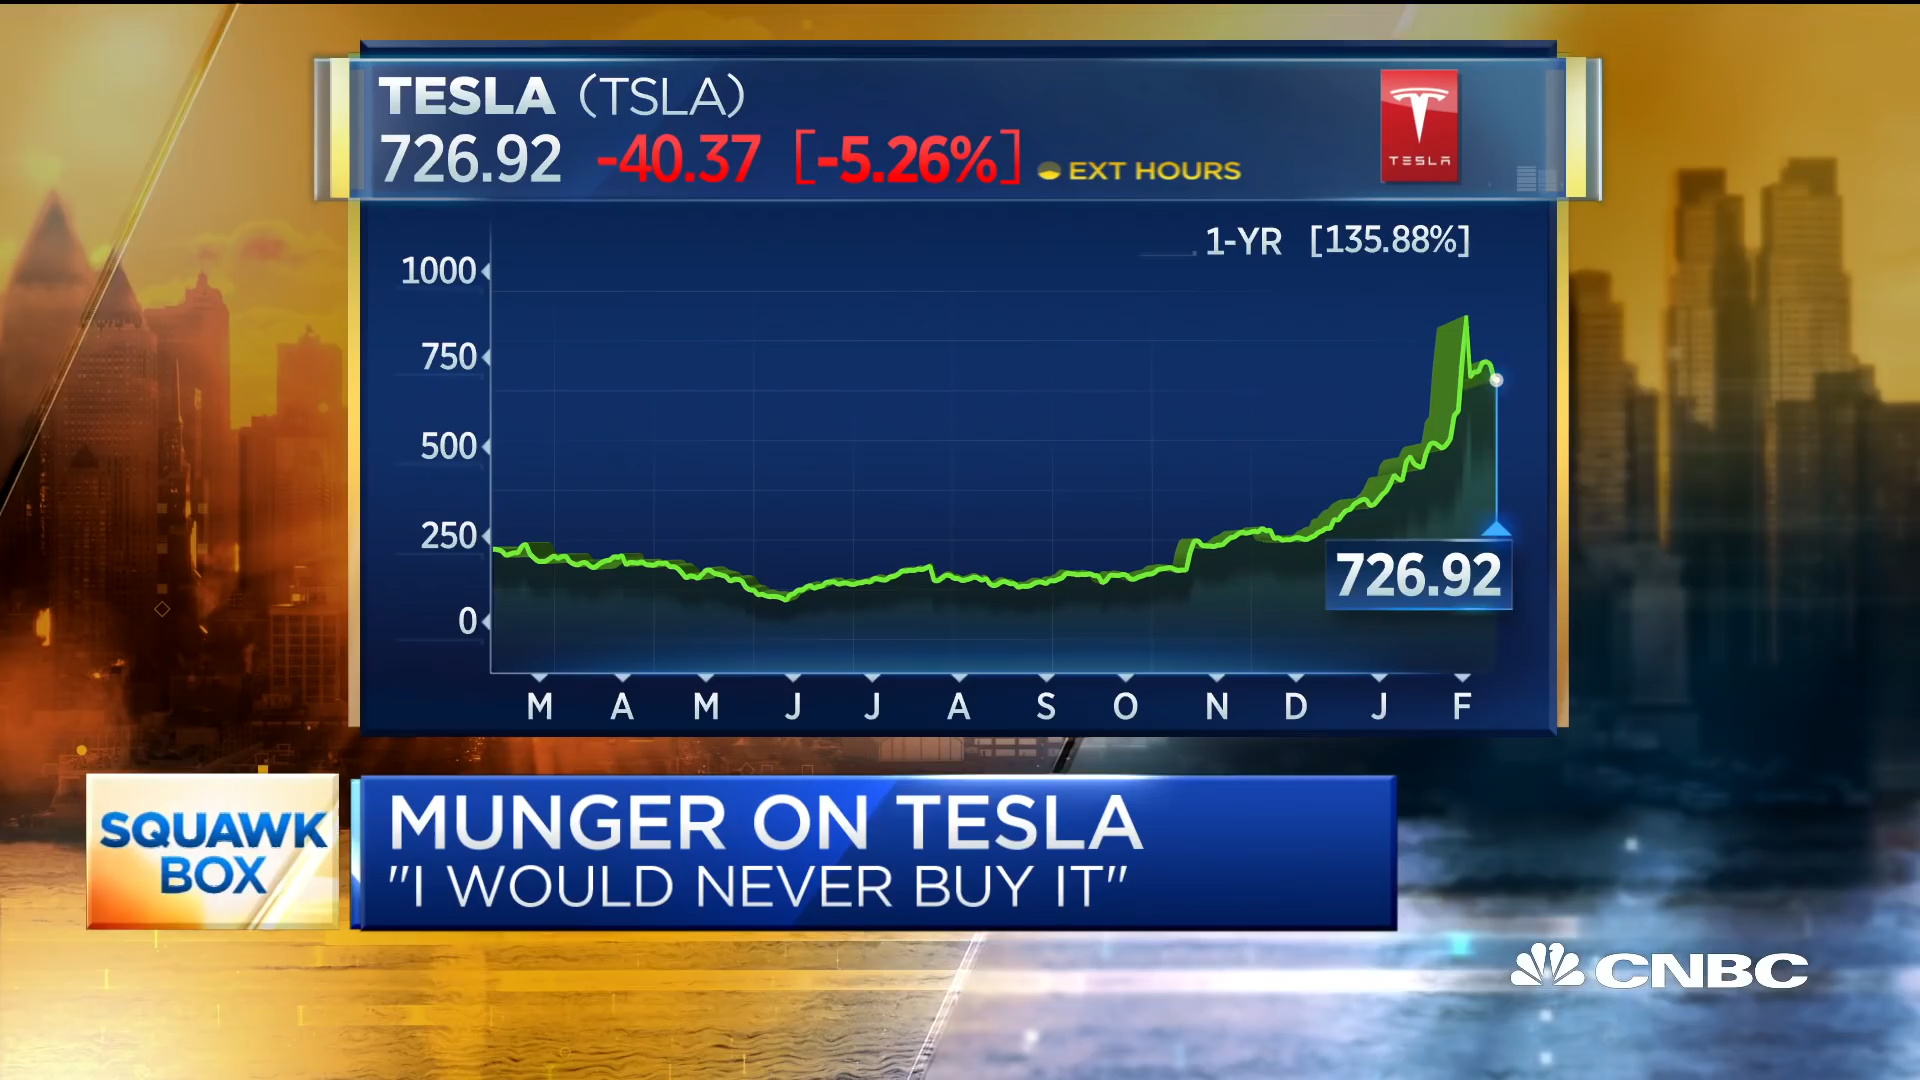 TESLA (TSLA)
726.92 -40.37 [-5.26%] EXT HOURS
TESLA
1-YR [135.88%]
1000
750
500
250
0
726.92
M A M J J A S O N D J F
SQUAWK
BOX
MUNGER ON TESLA
"I WOULD NEVER BUY IT"
CNBC